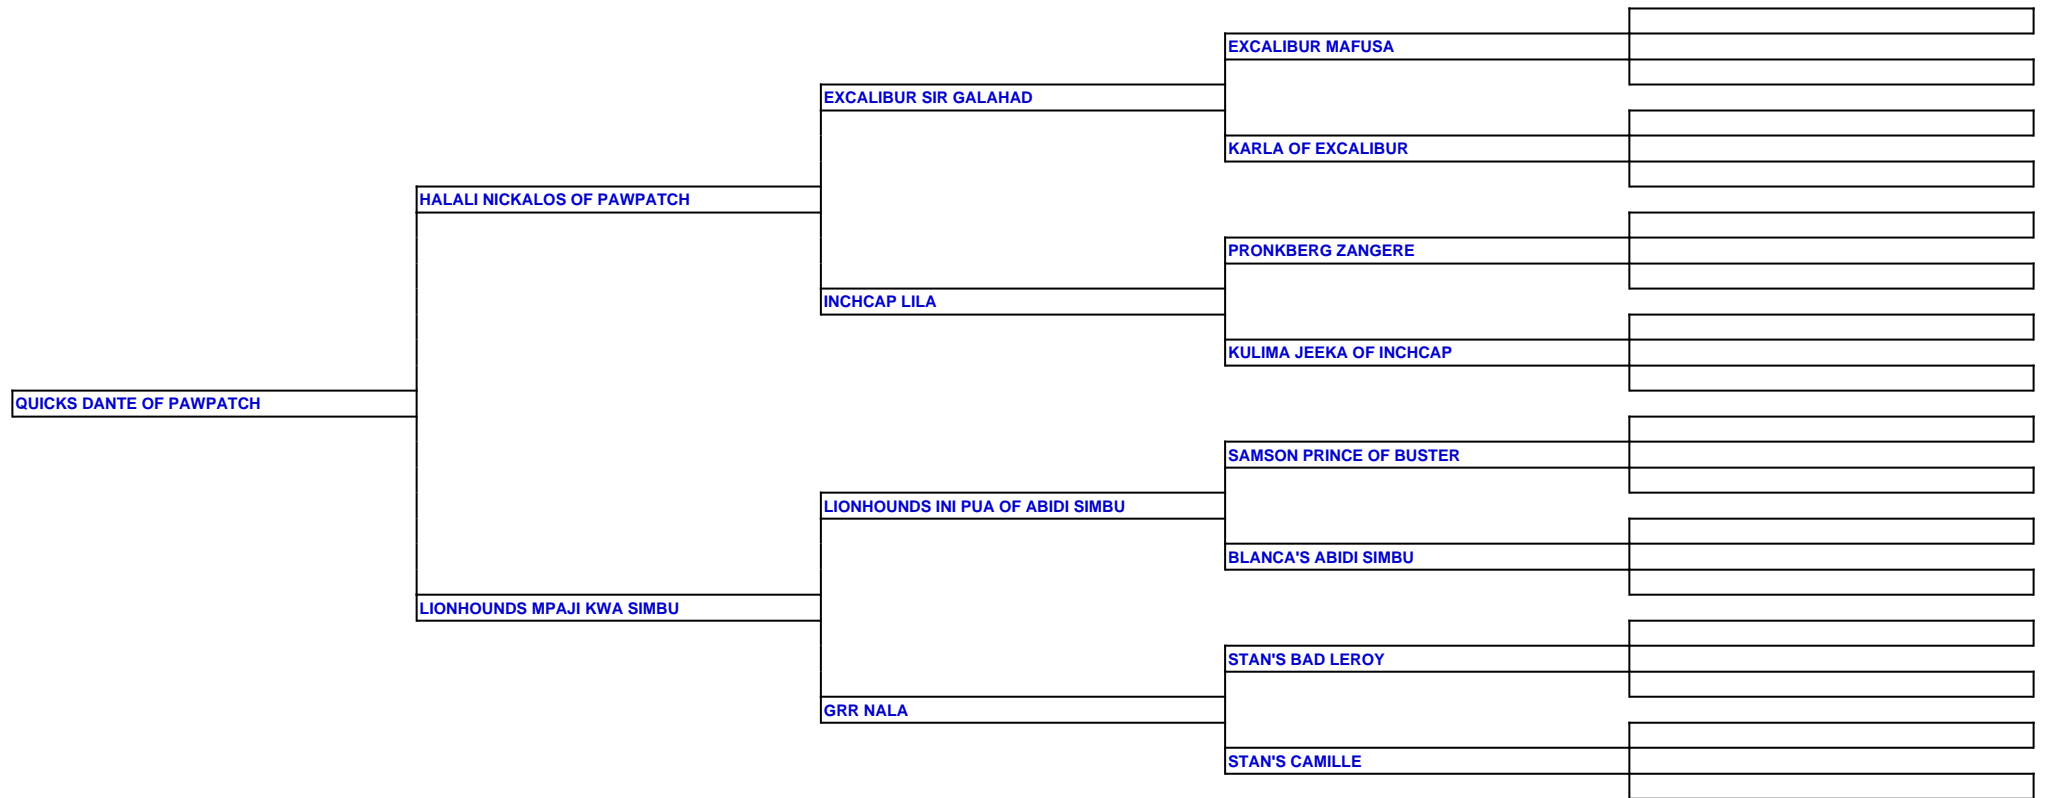 EXCALIBUR MAFUSA
EXCALIBUR SIR GALAHAD
KARLA OF EXCALIBUR
HALALI NICKALOS OF PAWPATCH
PRONKBERG ZANGERE
INCHCAP LILA
KULIMA JEEKA OF INCHCAP
QUICKS DANTE OF PAWPATCH
SAMSON PRINCE OF BUSTER
LIONHOUNDS INI PUA OF ABIDI SIMBU
BLANCA'S ABIDI SIMBU
LIONHOUNDS MPAJI KWA SIMBU
STAN'S BAD LEROY
GRR NALA
STAN'S CAMILLE